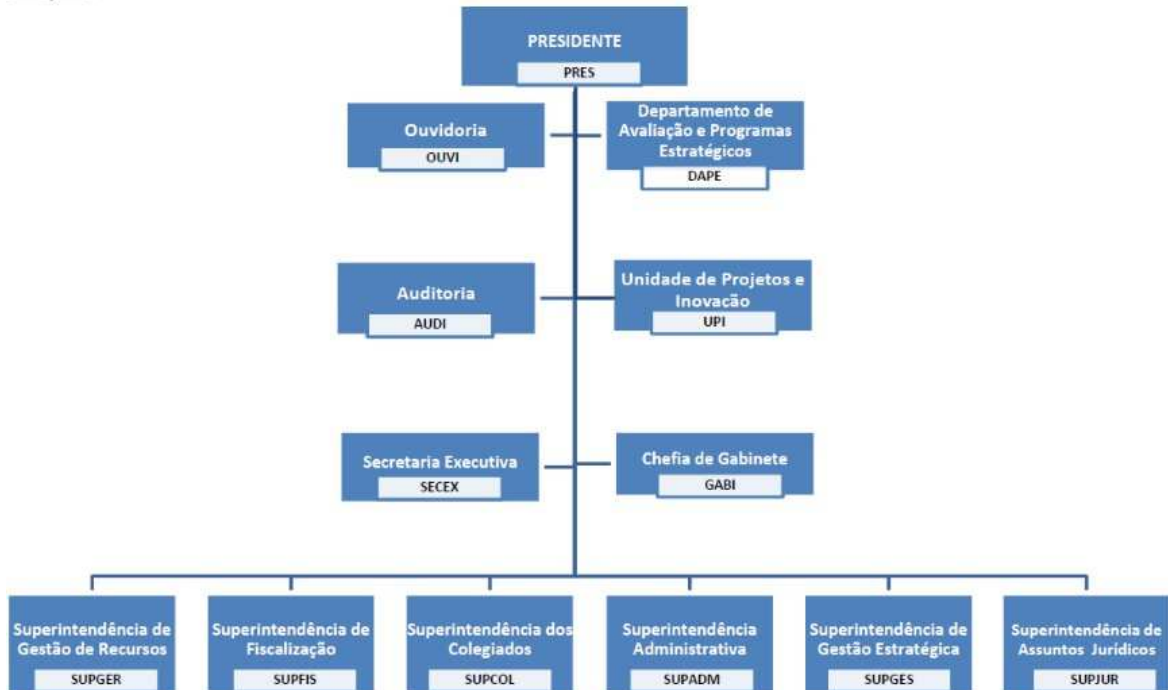 PRESIDENTE
PRES
Ouvidoria
OUVI
Departamento de
Avaliação e Programas
Estratégicos
DAPE
Auditoria
AUDI
Unidade de Projetos e
Inovação
UPI
Secretaria Executiva
SECEX
Chefia de Gabinete
GABI
Superintendência de
Gestão de Recursos
SUPGER
Superintendência de
Fiscalização
SUPFIS
Superintendência dos
Colegiados
SUPCOL
Superintendência
Administrativa
SUPADM
Superintendência de
Gestão Estratégica
SUPGES
Superintendência de
Assuntos Jurídicos
SUPJUR